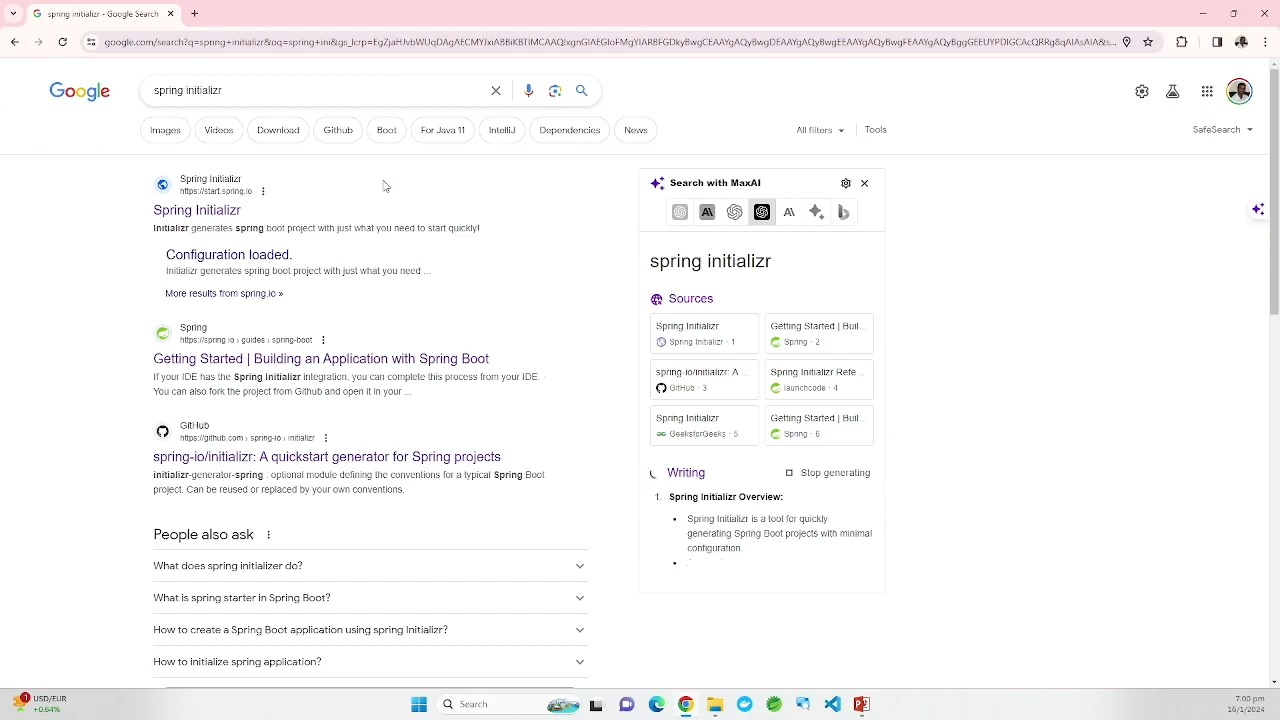 spring initializr - Google Search
Google
spring initializr
Images
Videos
Download
Github
Boot
For Java 11
IntelliJ
Dependencies
News
All filters
Tools
SafeSearch
Spring Initializr
https://start.spring.io
Spring Initializr
Initializr generates spring boot project with just what you need to start quickly!
Configuration loaded.
Initializr generates spring boot project with just what you need ...
More results from spring.io »
Spring
https://spring.io › guides › spring-boot
Getting Started | Building an Application with Spring Boot
If your IDE has the Spring Initializr integration, you can complete this process from your IDE. ·
You can also fork the project from Github and open it in your ...
GitHub
https://github.com › spring-io › initializr
spring-io/initializr: A quickstart generator for Spring projects
initializr-generator-spring : optional module defining the conventions for a typical Spring Boot
project. Can be reused or replaced by your own conventions.
People also ask
What does spring initializer do?
What is spring starter in Spring Boot?
How to create a Spring Boot application using spring Initializr?
How to initialize spring application?
Search with MaxAI
spring initializr
Sources
Spring Initializr
Spring Initializr · 1
Getting Started | Buil...
Spring · 2
spring-io/initializr: A ...
GitHub · 3
Spring Initializr Refe...
launchcode · 4
Spring Initializr
GeeksforGeeks · 5
Getting Started | Buil...
Spring · 6
Writing
Stop generating
1. Spring Initializr Overview:
• Spring Initializr is a tool for quickly
generating Spring Boot projects with minimal
configuration
1
USD/EUR
+0.64%
Search
7:00 pm
16/1/2024